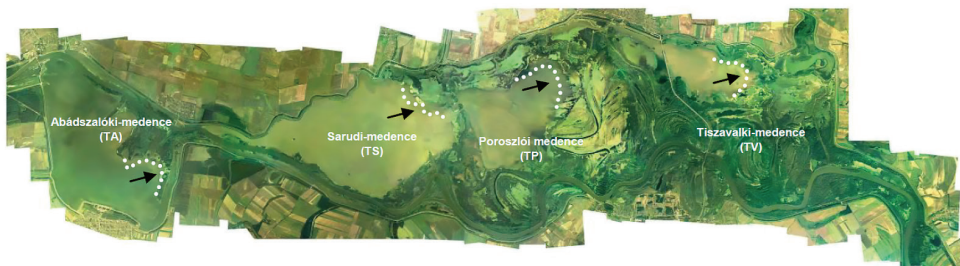 Abádszalóki-medence
(TA)
Sarudi-medence
(TS)
Poroszlói medence
(TP)
Tiszavalki-medence
(TV)